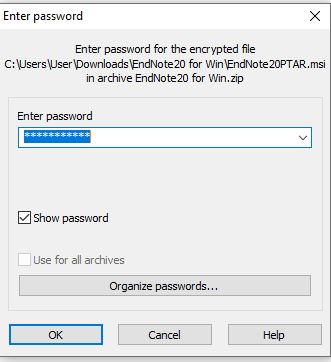 Enter password
Enter password for the encrypted file
C:\Users\User\Downloads\EndNote20 for Win\EndNote20PTAR.msi
in archive EndNote20 for Win.zip
Enter password
***********
Show password
Use for all archives
Organize passwords...
OK
Cancel
Help